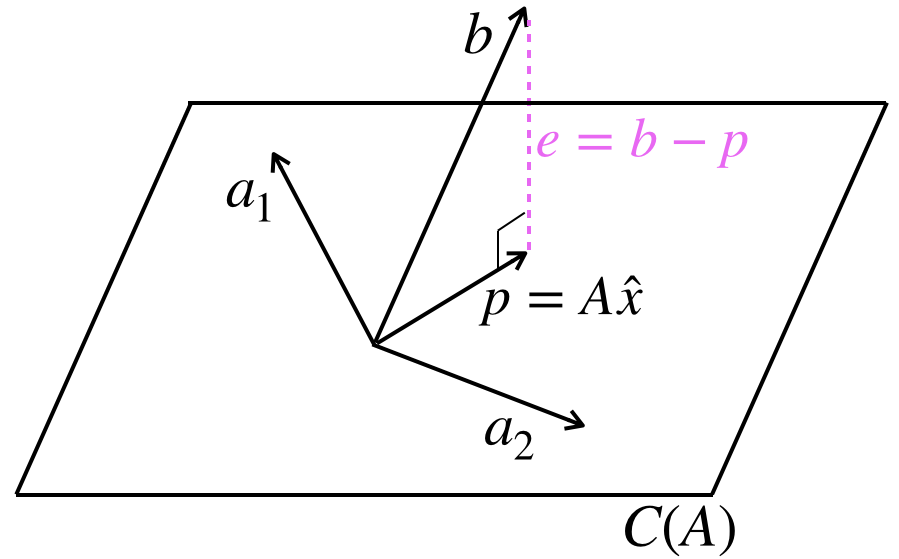 b
e = b − p
a₁
p = Ax̂
a₂
C(A)